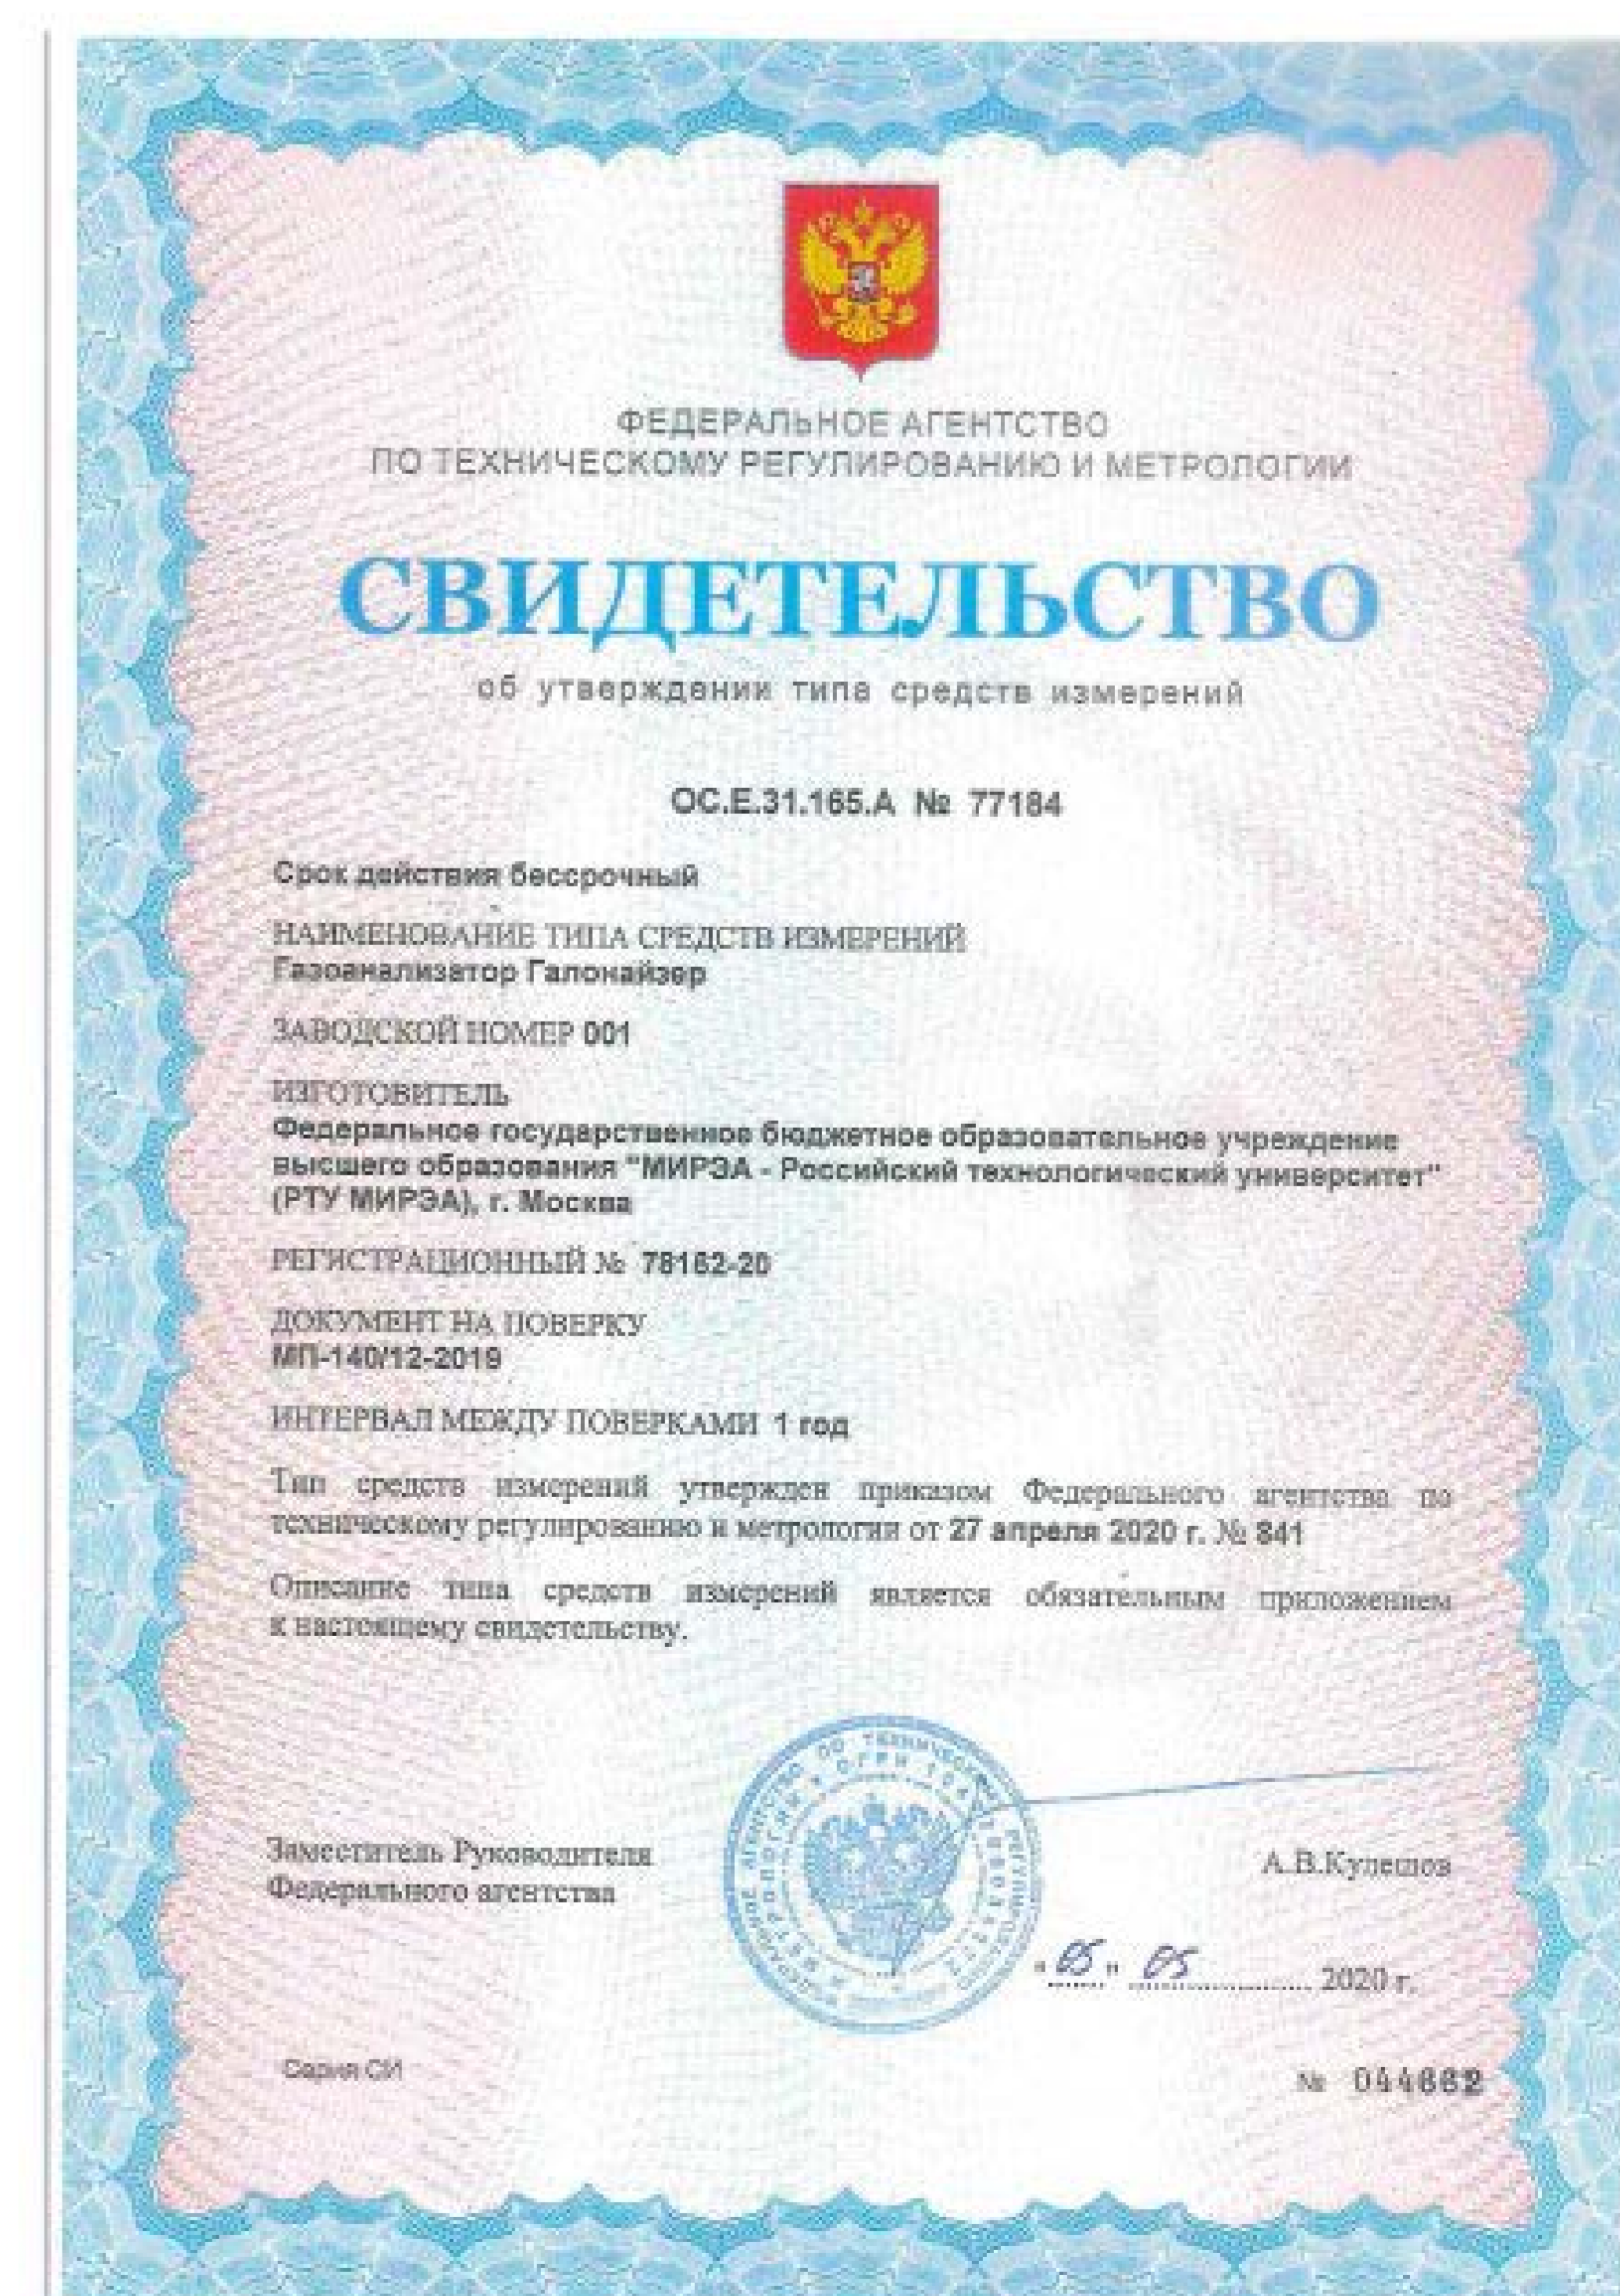 ФЕДЕРАЛЬНОЕ АГЕНТСТВО
ПО ТЕХНИЧЕСКОМУ РЕГУЛИРОВАНИЮ И МЕТРОЛОГИИ
СВИДЕТЕЛЬСТВО
об утверждении типа средств измерений
ОС.Е.31.165.А № 77184
Срок действия бессрочный
НАИМЕНОВАНИЕ ТИПА СРЕДСТВ ИЗМЕРЕНИЙ
Газоанализатор Галонайзер
ЗАВОДСКОЙ НОМЕР 001
ИЗГОТОВИТЕЛЬ
Федеральное государственное бюджетное образовательное учреждение
высшего образования "МИРЭА - Российский технологический университет"
(РТУ МИРЭА), г. Москва
РЕГИСТРАЦИОННЫЙ № 78162-20
ДОКУМЕНТ НА ПОВЕРКУ
МП-140/12-2019
ИНТЕРВАЛ МЕЖДУ ПОВЕРКАМИ 1 год
Тип средств измерений утвержден приказом Федерального агентства по
техническому регулированию и метрологии от 27 апреля 2020 г. № 841
Описание типа средств измерений является обязательным приложением
к настоящему свидетельству.
Заместитель Руководителя
Федерального агентства
А.В.Кулешов
"05" 05 2020 г.
Серия СИ
№ 044662